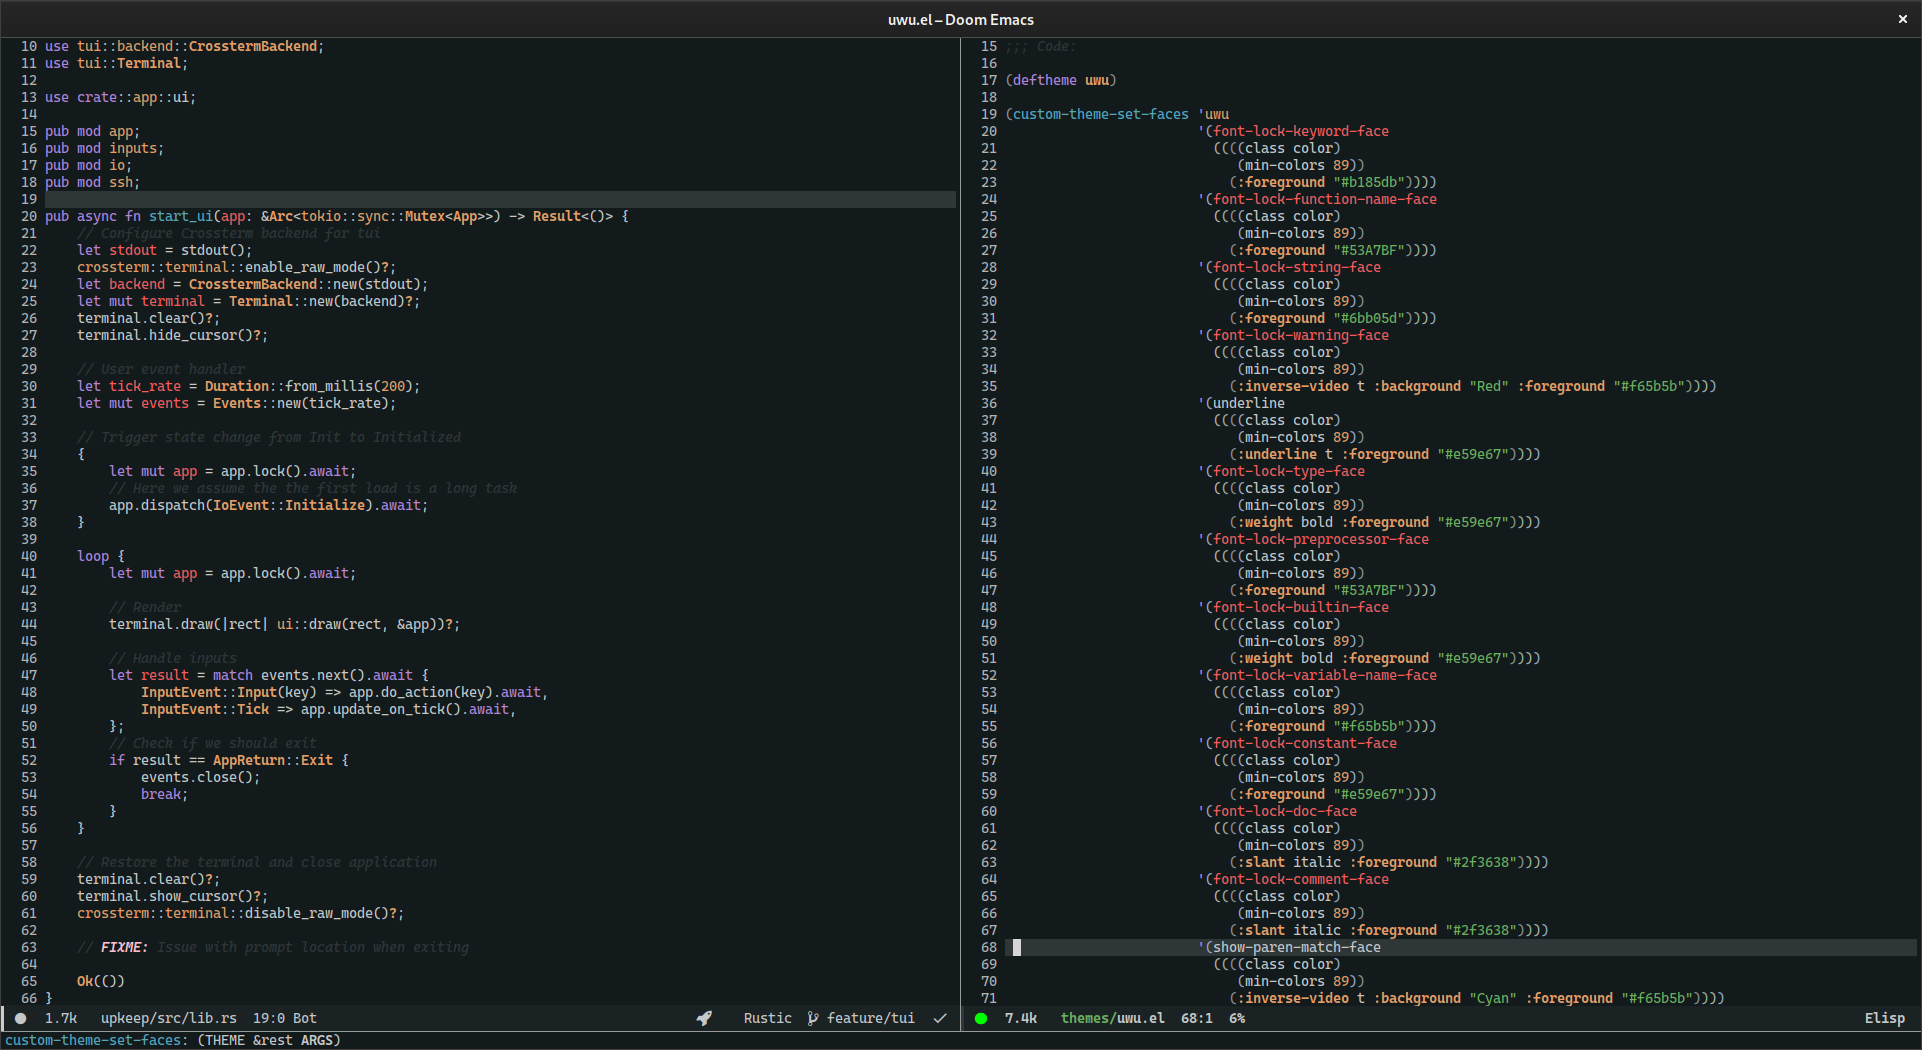 uwu.el – Doom Emacs
10 use tui::backend::CrosstermBackend;
11 use tui::Terminal;
12
13 use crate::app::ui;
14
15 pub mod app;
16 pub mod inputs;
17 pub mod io;
18 pub mod ssh;
19
20 pub async fn start_ui(app: &Arc<tokio::sync::Mutex<App>>) -> Result<()> {
21     // Configure Crossterm backend for tui
22     let stdout = stdout();
23     crossterm::terminal::enable_raw_mode()?;
24     let backend = CrosstermBackend::new(stdout);
25     let mut terminal = Terminal::new(backend)?;
26     terminal.clear()?;
27     terminal.hide_cursor()?;
28
29     // User event handler
30     let tick_rate = Duration::from_millis(200);
31     let mut events = Events::new(tick_rate);
32
33     // Trigger state change from Init to Initialized
34     {
35         let mut app = app.lock().await;
36         // Here we assume the the first load is a long task
37         app.dispatch(IoEvent::Initialize).await;
38     }
39
40     loop {
41         let mut app = app.lock().await;
42
43         // Render
44         terminal.draw(|rect| ui::draw(rect, &app))?;
45
46         // Handle inputs
47         let result = match events.next().await {
48             InputEvent::Input(key) => app.do_action(key).await,
49             InputEvent::Tick => app.update_on_tick().await,
50         };
51         // Check if we should exit
52         if result == AppReturn::Exit {
53             events.close();
54             break;
55         }
56     }
57
58     // Restore the terminal and close application
59     terminal.clear()?;
60     terminal.show_cursor()?;
61     crossterm::terminal::disable_raw_mode()?;
62
63     // FIXME: Issue with prompt location when exiting
64
65     Ok(())
66 }
1.7k upkeep/src/lib.rs 19:0 Bot Rustic feature/tui
15 ;;; Code:
16
17 (deftheme uwu)
18
19 (custom-theme-set-faces 'uwu
20                         '(font-lock-keyword-face
21                           ((((class color)
22                              (min-colors 89))
23                             (:foreground "#b185db"))))
24                         '(font-lock-function-name-face
25                           ((((class color)
26                              (min-colors 89))
27                             (:foreground "#53A7BF"))))
28                         '(font-lock-string-face
29                           ((((class color)
30                              (min-colors 89))
31                             (:foreground "#6bb05d"))))
32                         '(font-lock-warning-face
33                           ((((class color)
34                              (min-colors 89))
35                             (:inverse-video t :background "Red" :foreground "#f65b5b"))))
36                         '(underline
37                           ((((class color)
38                              (min-colors 89))
39                             (:underline t :foreground "#e59e67"))))
40                         '(font-lock-type-face
41                           ((((class color)
42                              (min-colors 89))
43                             (:weight bold :foreground "#e59e67"))))
44                         '(font-lock-preprocessor-face
45                           ((((class color)
46                              (min-colors 89))
47                             (:foreground "#53A7BF"))))
48                         '(font-lock-builtin-face
49                           ((((class color)
50                              (min-colors 89))
51                             (:weight bold :foreground "#e59e67"))))
52                         '(font-lock-variable-name-face
53                           ((((class color)
54                              (min-colors 89))
55                             (:foreground "#f65b5b"))))
56                         '(font-lock-constant-face
57                           ((((class color)
58                              (min-colors 89))
59                             (:foreground "#e59e67"))))
60                         '(font-lock-doc-face
61                           ((((class color)
62                              (min-colors 89))
63                             (:slant italic :foreground "#2f3638"))))
64                         '(font-lock-comment-face
65                           ((((class color)
66                              (min-colors 89))
67                             (:slant italic :foreground "#2f3638"))))
68                         '(show-paren-match-face
69                           ((((class color)
70                              (min-colors 89))
71                             (:inverse-video t :background "Cyan" :foreground "#f65b5b"))))
7.4k themes/uwu.el 68:1 6% Elisp
custom-theme-set-faces: (THEME &rest ARGS)